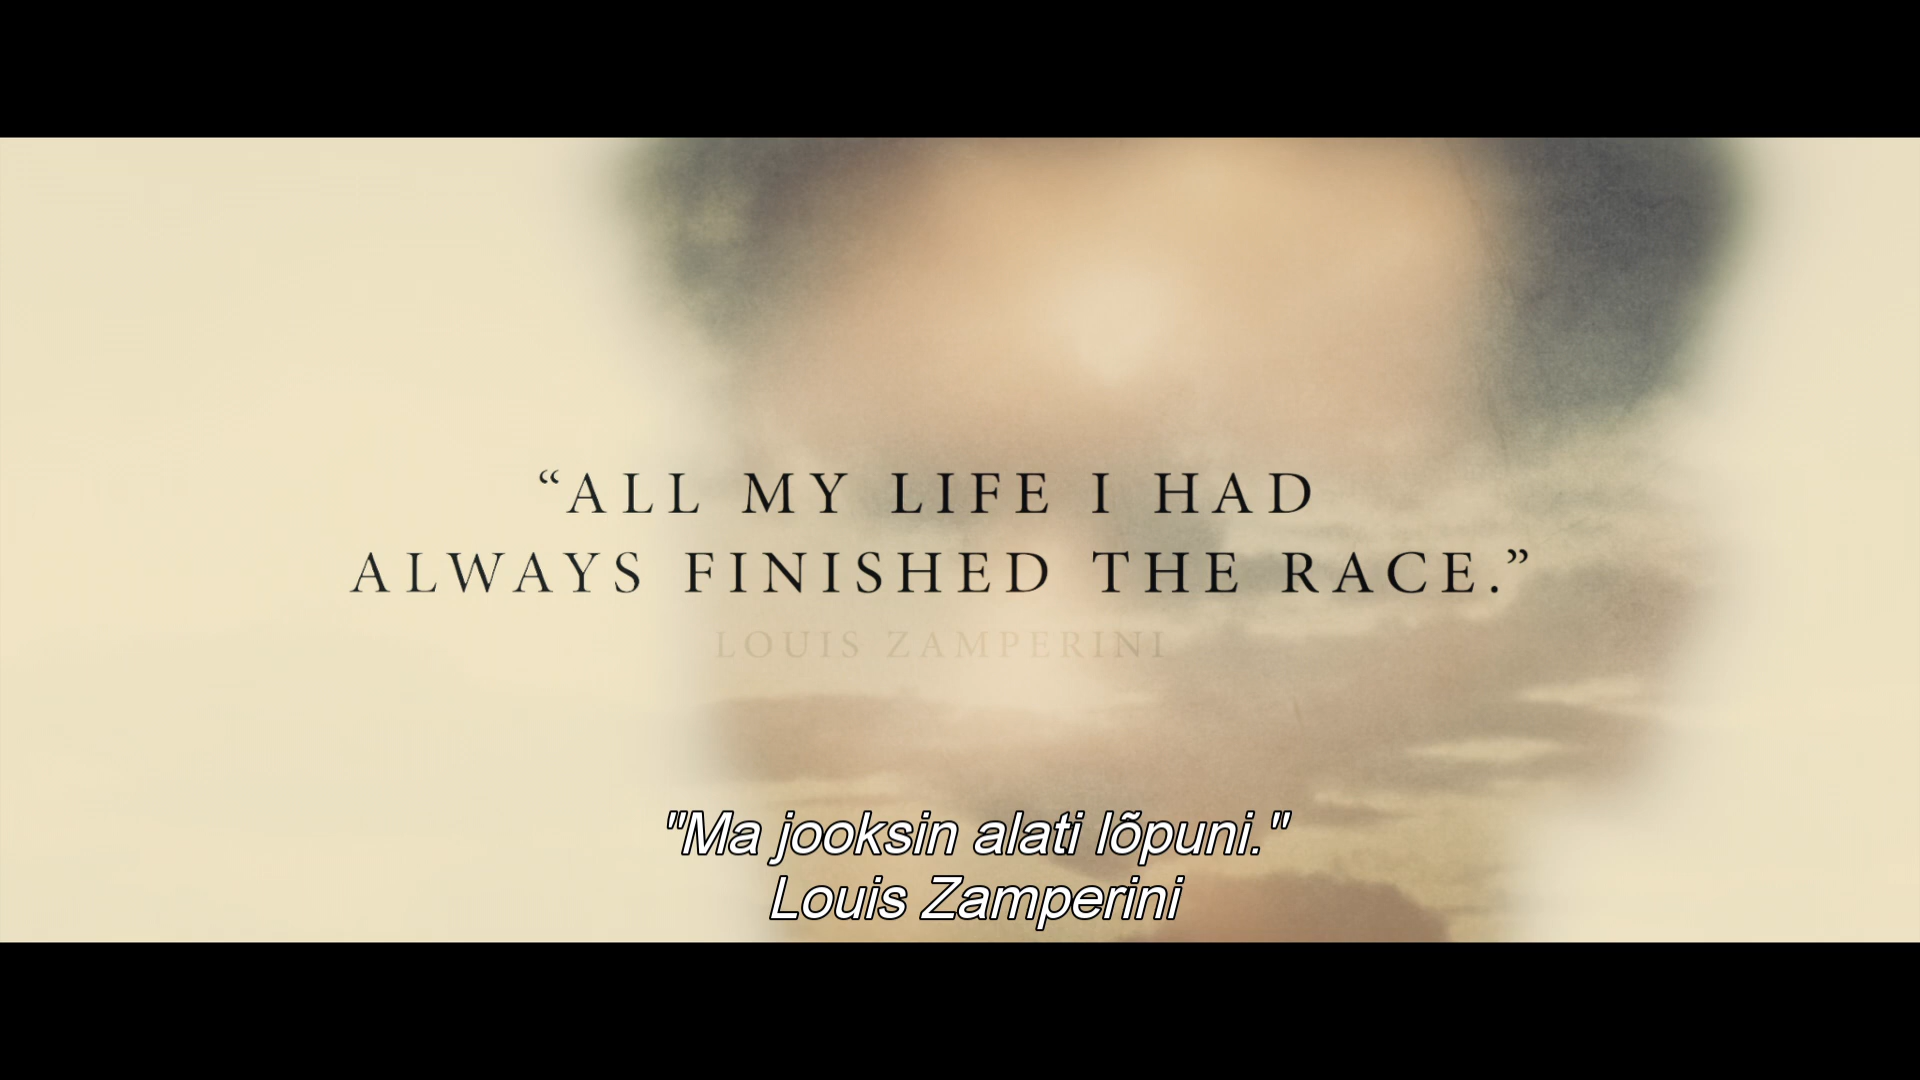 “ALL MY LIFE I HAD
ALWAYS FINISHED THE RACE.”
LOUIS ZAMPERINI
"Ma jooksin alati lõpuni."
Louis Zamperini